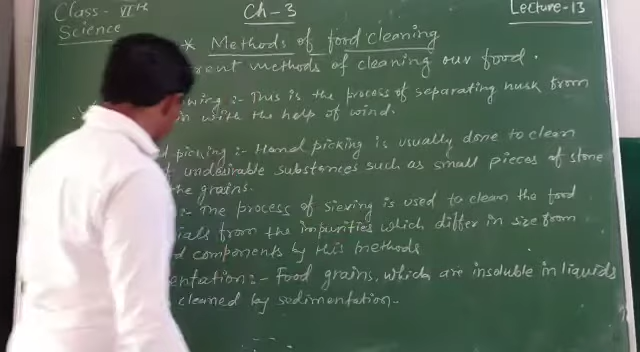 Class- VIth
Ch-3
Lecture-13
Science
* Methods of food cleaning
rent methods of cleaning our food.
wing :- This is the process of separating husk from
with the help of wind.
d picking :- Hand picking is usually done to clean
undesirable substances such as small pieces of stone
the grains.
:- The process of sieving is used to clean the food
ials from the impurities which differ in size from
d components by this methods
entation :- Food grains, which are insoluble in liquids
cleaned by sedimentation.